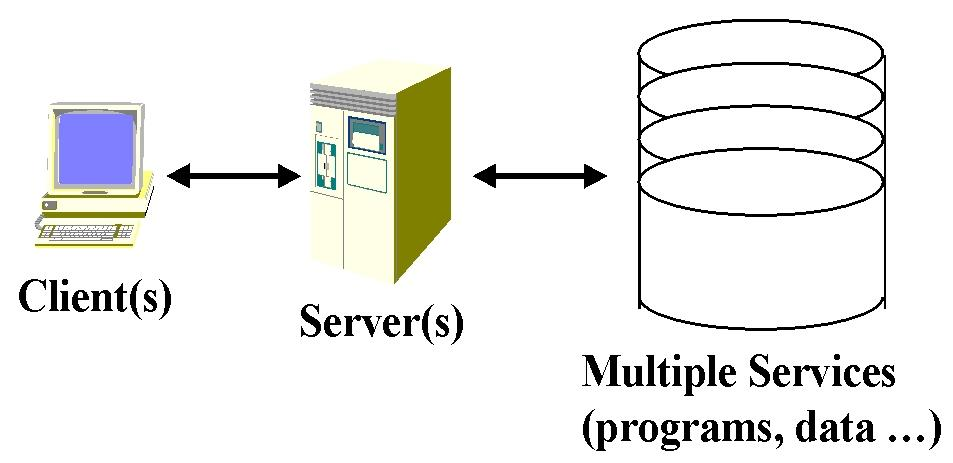 Client(s)
Server(s)
Multiple Services
(programs, data …)